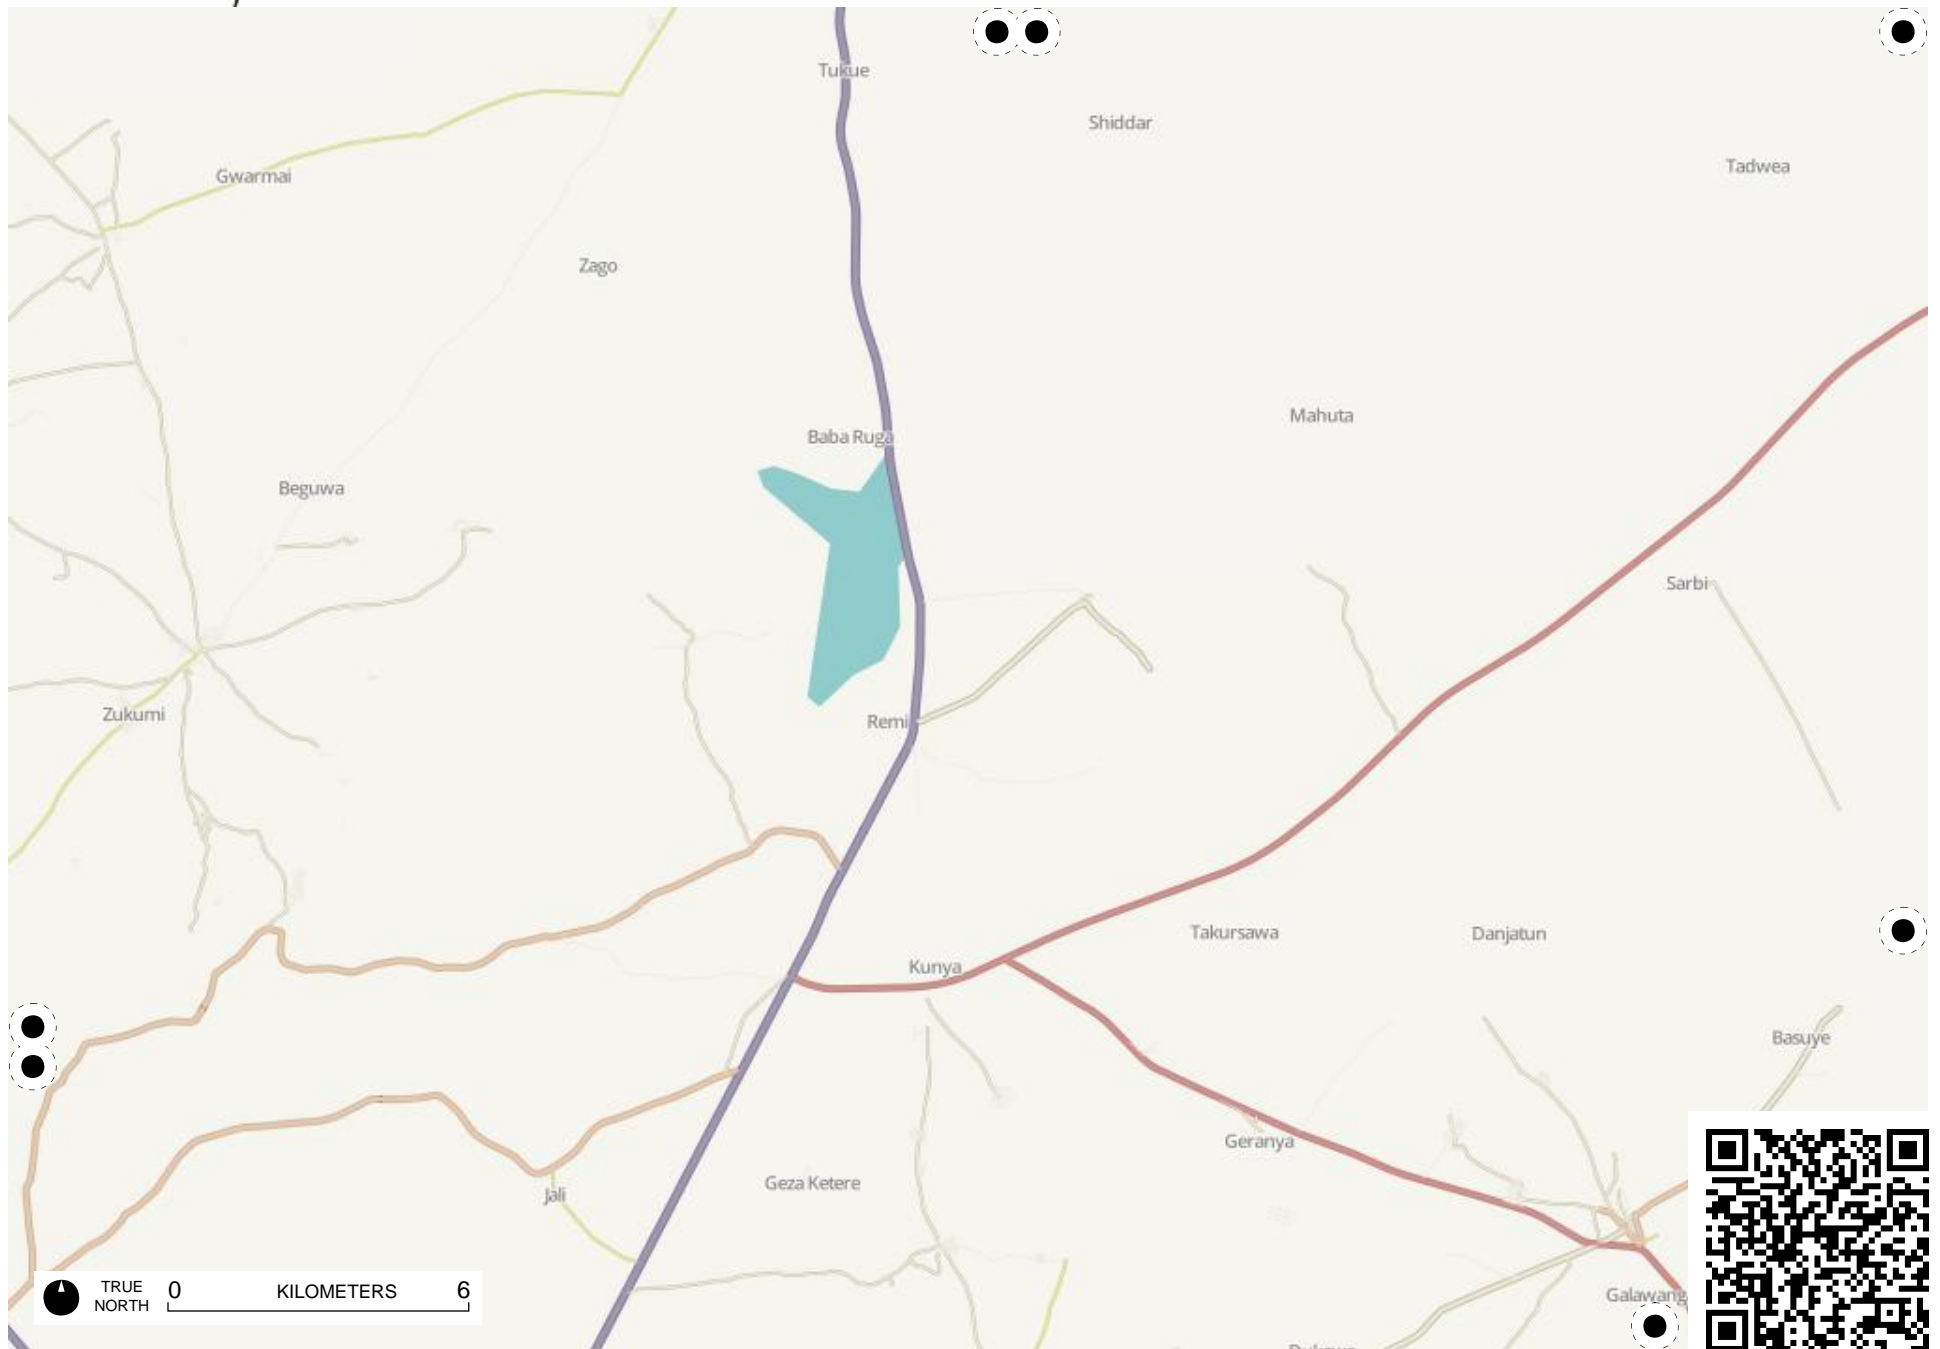 Tukue
Shiddar
Tadwea
Gwarmai
Zago
Mahuta
Baba Ruga
Beguwa
Sarbi
Zukumi
Remi
Takursawa
Danjatun
Kunya
Basuye
Geranya
Geza Ketere
Jali
TRUE NORTH
0 KILOMETERS 6
Galawang